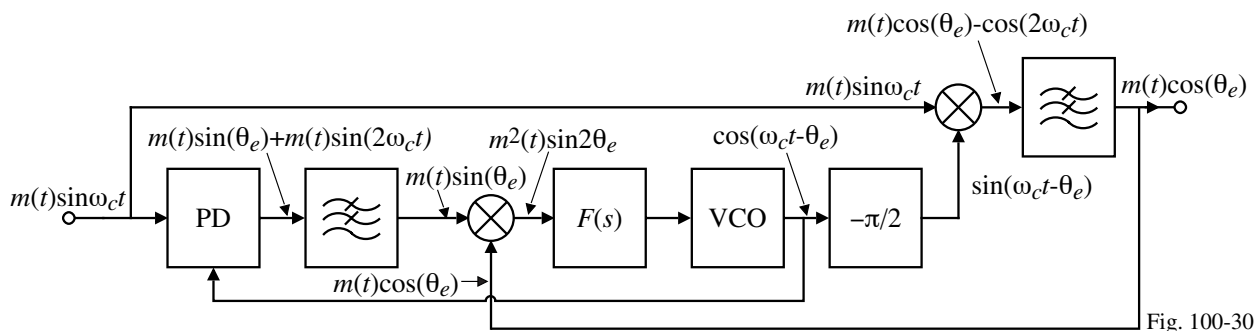 m(t)cos(θe)-cos(2ωct)
m(t)sinωct
m(t)cos(θe)
m(t)sin(θe)+m(t)sin(2ωct)
m²(t)sin2θe
cos(ωct-θe)
m(t)sinωct
m(t)sin(θe)
sin(ωct-θe)
PD
F(s)
VCO
–π/2
m(t)cos(θe)
Fig. 100-30